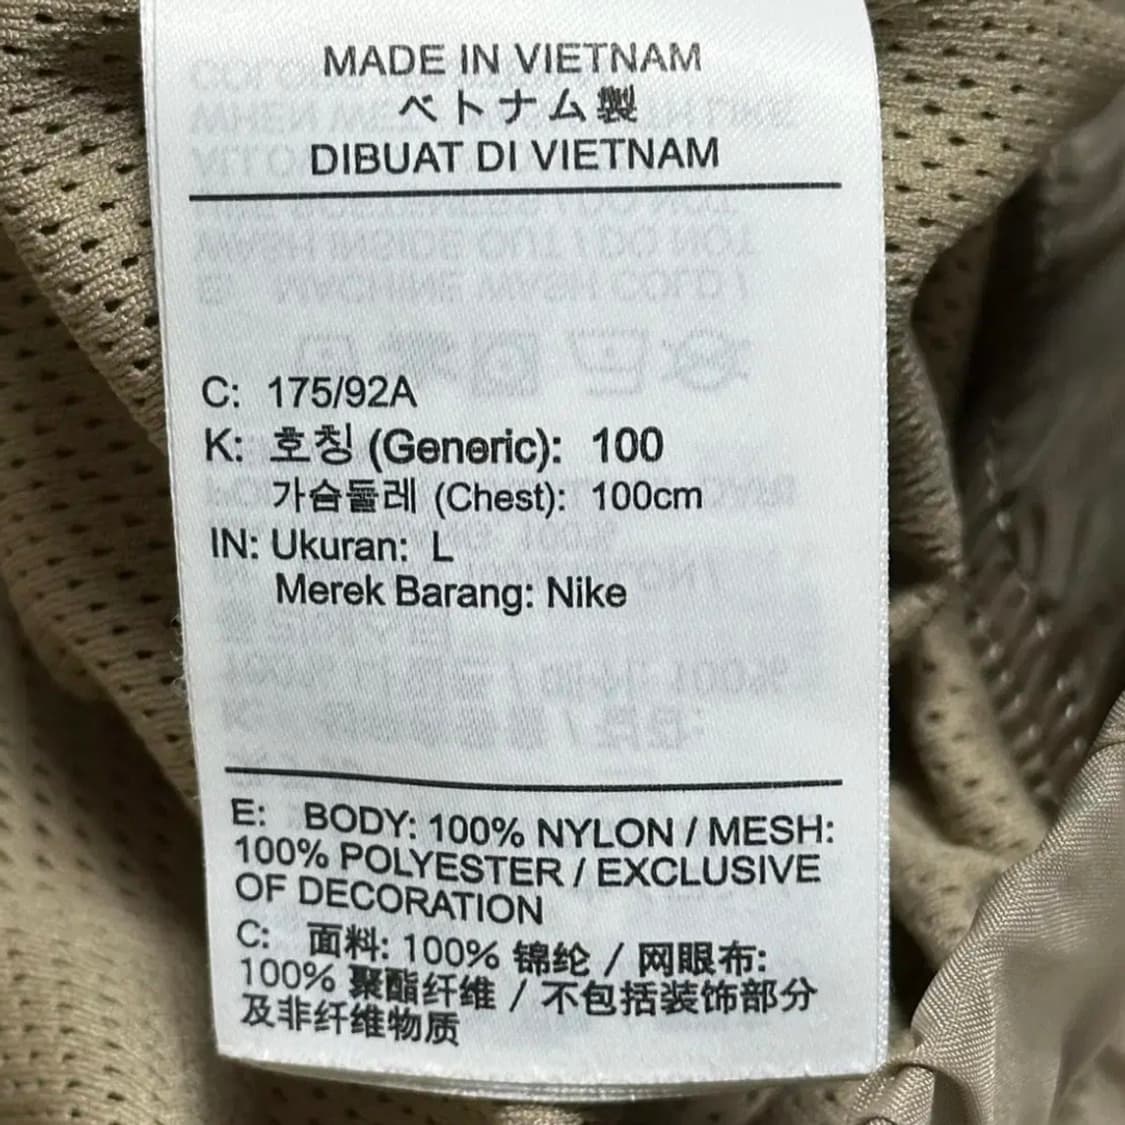 MADE IN VIETNAM
ベトナム製
DIBUAT DI VIETNAM
C: 175/92A
K: 호칭 (Generic): 100
가슴둘레 (Chest): 100cm
IN: Ukuran: L
Merek Barang: Nike
E: BODY: 100% NYLON / MESH:
100% POLYESTER / EXCLUSIVE
OF DECORATION
C: 面料: 100% 锦纶 / 网眼布:
100% 聚酯纤维 / 不包括装饰部分
及非纤维物质